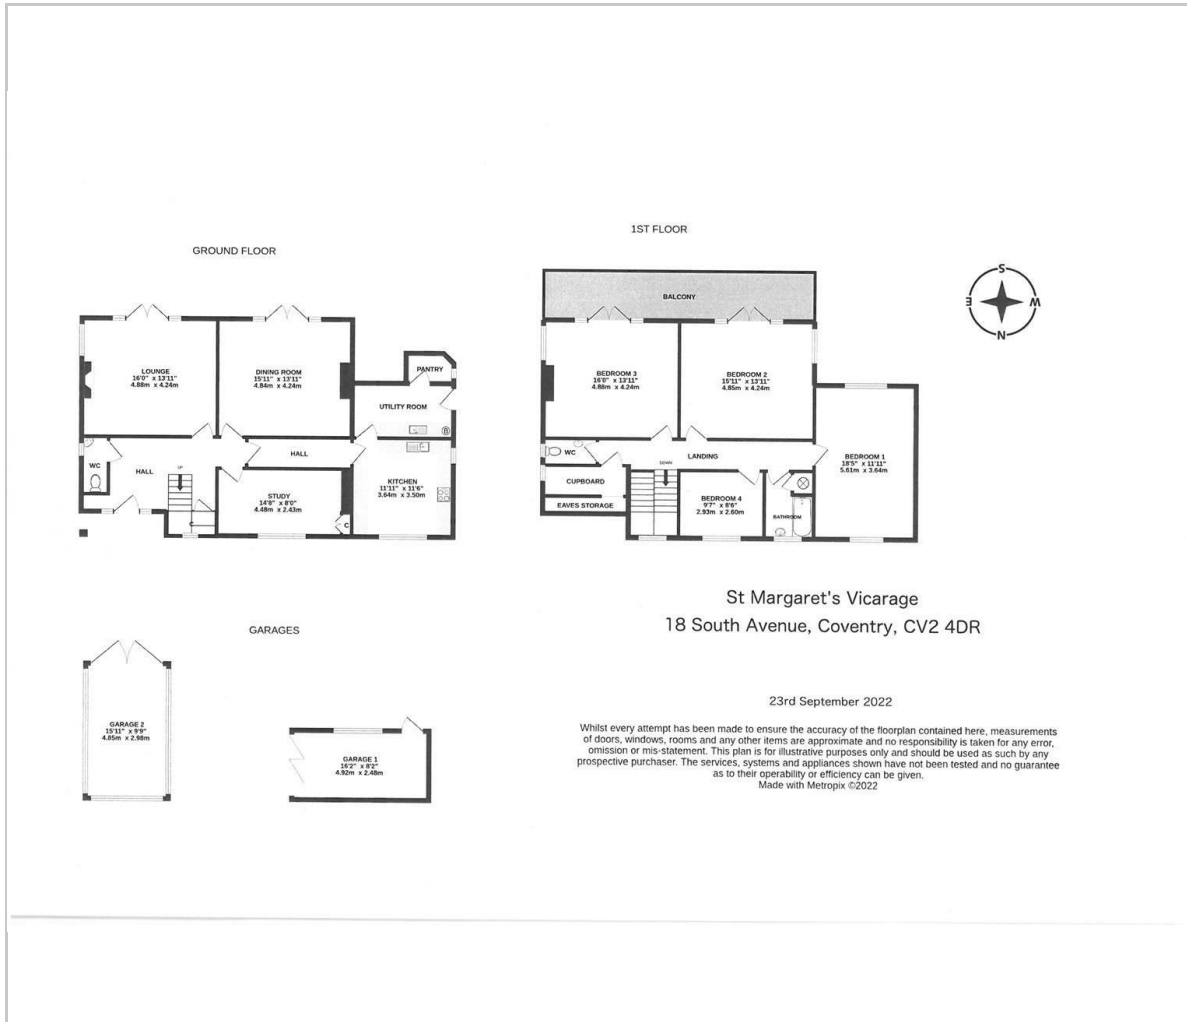 1ST FLOOR
GROUND FLOOR
BALCONY
S
E
W
N
LOUNGE
16'0" x 13'11"
4.88m x 4.24m
DINING ROOM
15'11" x 13'11"
4.84m x 4.24m
PANTRY
UTILITY ROOM
B
WC
HALL
UP
HALL
KITCHEN
11'11" x 11'6"
3.64m x 3.50m
STUDY
14'8" x 8'0"
4.48m x 2.43m
C
BEDROOM 3
16'0" x 13'11"
4.88m x 4.24m
BEDROOM 2
15'11" x 13'11"
4.85m x 4.24m
WC
LANDING
DOWN
BEDROOM 1
18'5" x 11'11"
5.61m x 3.64m
CUPBOARD
EAVES STORAGE
BEDROOM 4
9'7" x 8'6"
2.93m x 2.60m
BATHROOM
St Margaret's Vicarage
18 South Avenue, Coventry, CV2 4DR
GARAGES
GARAGE 2
15'11" x 9'9"
4.85m x 2.98m
GARAGE 1
16'2" x 8'2"
4.92m x 2.48m
23rd September 2022
Whilst every attempt has been made to ensure the accuracy of the floorplan contained here, measurements
of doors, windows, rooms and any other items are approximate and no responsibility is taken for any error,
omission or mis-statement. This plan is for illustrative purposes only and should be used as such by any
prospective purchaser. The services, systems and appliances shown have not been tested and no guarantee
as to their operability or efficiency can be given.
Made with Metropix ©2022